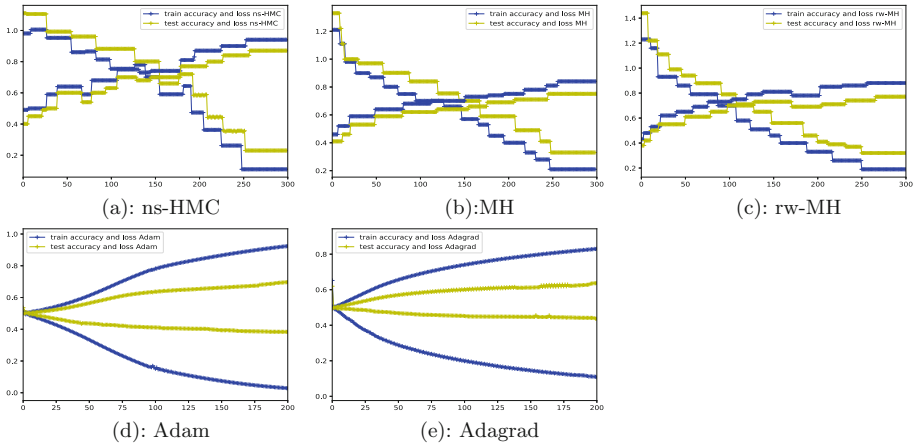 train accuracy and loss ns-HMC
test accuracy and loss ns-HMC
1.0
0.8
0.6
0.4
0.2
0 50 100 150 200 250 300
(a): ns-HMC
train accuracy and loss MH
test accuracy and loss MH
1.2
1.0
0.8
0.6
0.4
0.2
0 50 100 150 200 250 300
(b):MH
train accuracy and loss rw-MH
test accuracy and loss rw-MH
1.4
1.2
1.0
0.8
0.6
0.4
0.2
0 50 100 150 200 250 300
(c): rw-MH
train accuracy and loss Adam
test accuracy and loss Adam
1.0
0.8
0.6
0.4
0.2
0.0
0 25 50 75 100 125 150 175 200
(d): Adam
train accuracy and loss Adagrad
test accuracy and loss Adagrad
1.0
0.8
0.6
0.4
0.2
0.0
0 25 50 75 100 125 150 175 200
(e): Adagrad